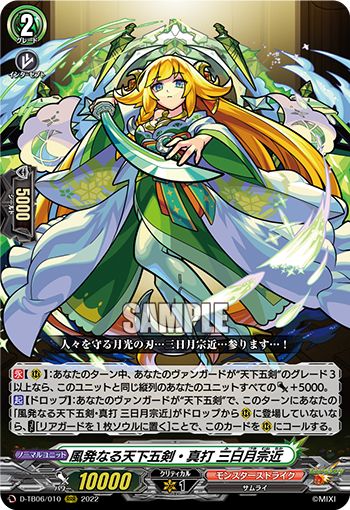 2
グレード
インターセプト
5000
シールド
SAMPLE
人々を守る月光の刃…三日月宗近…参ります…!
永【(R)】:あなたのターン中、あなたのヴァンガードが"天下五剣"のグレード3
以上なら、このユニットと同じ縦列のあなたのユニットすべての+5000。
起【ドロップ】:あなたのヴァンガードが"天下五剣"で、このターンにあなたの
「風発なる天下五剣・真打 三日月宗近」がドロップから(R)に登場していないな
ら、【リアガードを1枚ソウルに置く】ことで、このカードを(R)にコールする。
ノーマルユニット
風発なる天下五剣・真打 三日月宗近
パワー
10000
クリティカル
1
モンスターストライク
サムライ
D-TB06/010 RRR 2022
©MIXI